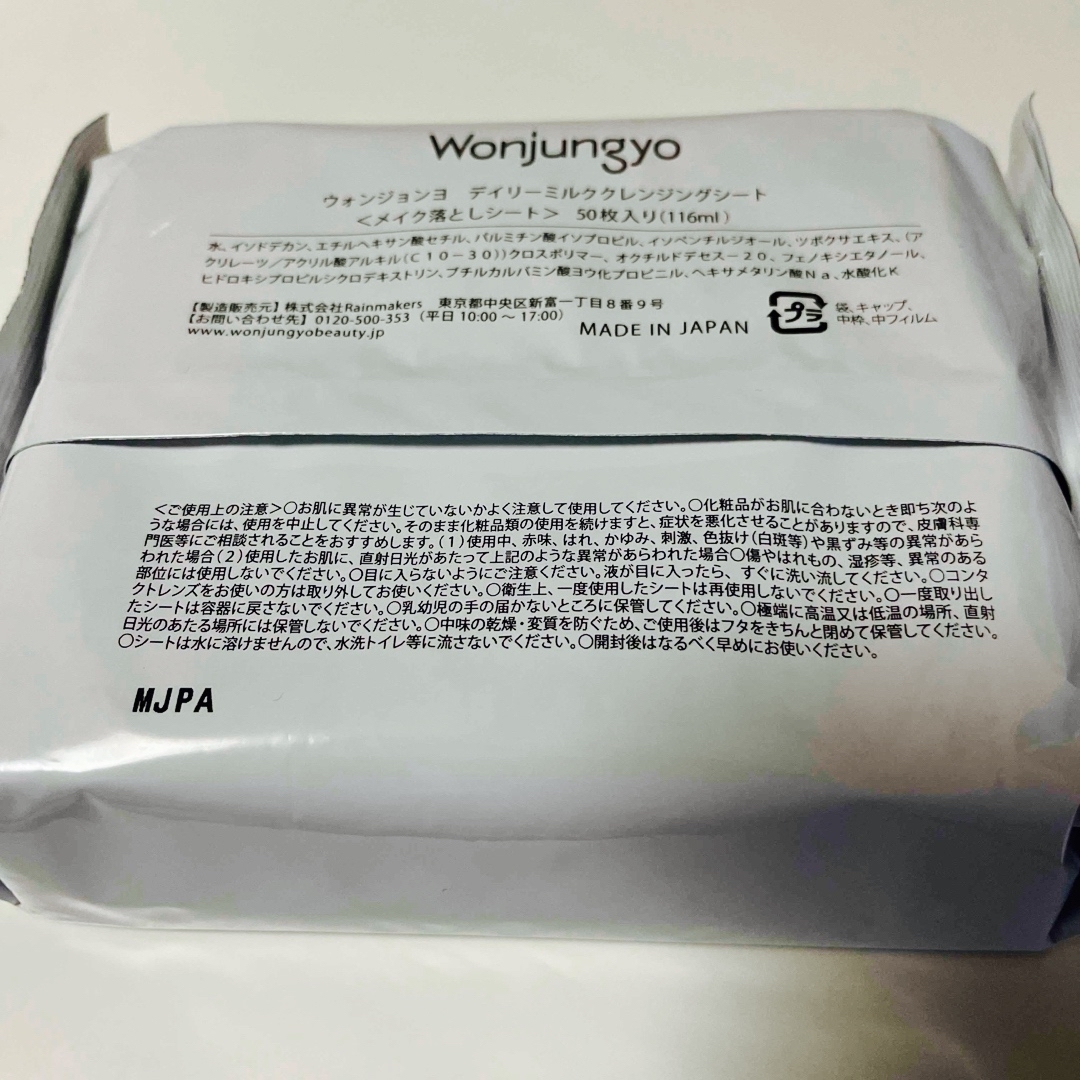 Wonjungyo
ウォンジョンヨ デイリーミルククレンジングシート
<メイク落としシート> 50枚入り(116ml)
水、イソドデカン、エチルヘキサン酸セチル、パルミチン酸イソプロピル、イソペンチルジオール、ツボクサエキス、(ア
クリレーツ/アクリル酸アルキル(C10-30))クロスポリマー、オクチルドデセス-20、フェノキシエタノール、
ヒドロキシプロピルシクロデキストリン、ブチルカルバミン酸ヨウ化プロピニル、ヘキサメタリン酸Na、水酸化K
【製造販売元】株式会社Rainmakers 東京都中央区新富一丁目8番9号
【お問い合わせ先】0120-500-353(平日10:00~17:00)
www.wonjungyobeauty.jp
MADE IN JAPAN
プラ
袋、キャップ、
中枠、中フィルム
<ご使用上の注意>○お肌に異常が生じていないかよく注意して使用してください。○化粧品がお肌に合わないとき即ち次のよ
うな場合には、使用を中止してください。そのまま化粧品類の使用を続けますと、症状を悪化させることがありますので、皮膚科専
門医等にご相談されることをおすすめします。(1)使用中、赤味、はれ、かゆみ、刺激、色抜け(白斑等)や黒ずみ等の異常があら
われた場合(2)使用したお肌に、直射日光があたって上記のような異常があらわれた場合○傷やはれもの、湿疹等、異常のある
部位には使用しないでください。○目に入らないようにご注意ください。液が目に入ったら、すぐに洗い流してください。○コンタ
クトレンズをお使いの方は取り外してお使いください。○衛生上、一度使用したシートは再使用しないでください。○一度取り出し
たシートは容器に戻さないでください。○乳幼児の手の届かないところに保管してください。○極端に高温又は低温の場所、直射
日光のあたる場所には保管しないでください。○中味の乾燥・変質を防ぐため、ご使用後はフタをきちんと閉めて保管してください。
○シートは水に溶けませんので、水洗トイレ等に流さないでください。○開封後はなるべく早めにお使いください。
MJPA